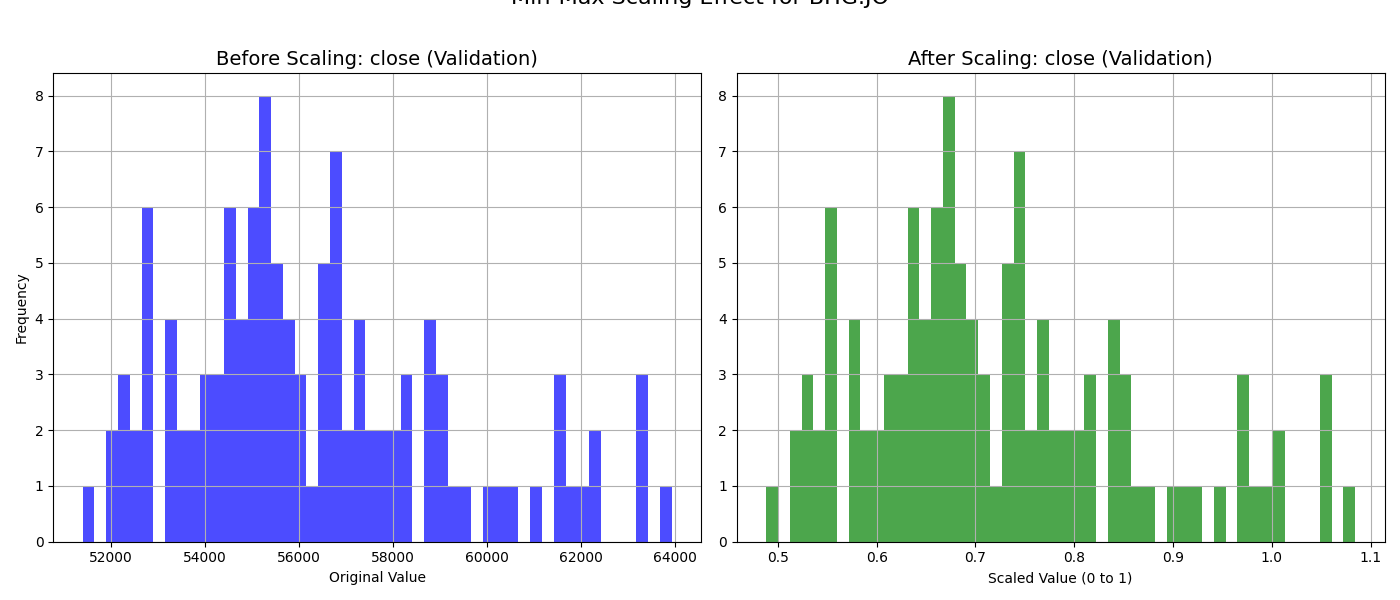 Min-Max Scaling Effect for BHG.JO
Before Scaling: close (Validation)
8
7
6
5
4
3
2
1
0
Frequency
52000 54000 56000 58000 60000 62000 64000
Original Value
After Scaling: close (Validation)
8
7
6
5
4
3
2
1
0
0.5 0.6 0.7 0.8 0.9 1.0 1.1
Scaled Value (0 to 1)